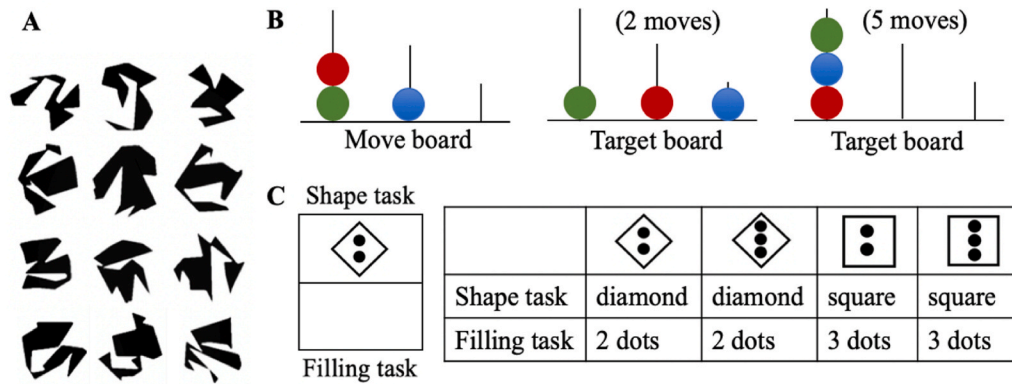 A
B
(2 moves)
(5 moves)
Move board
Target board
Target board
C
Shape task
Filling task
Shape task diamond diamond square square
Filling task 2 dots 2 dots 3 dots 3 dots